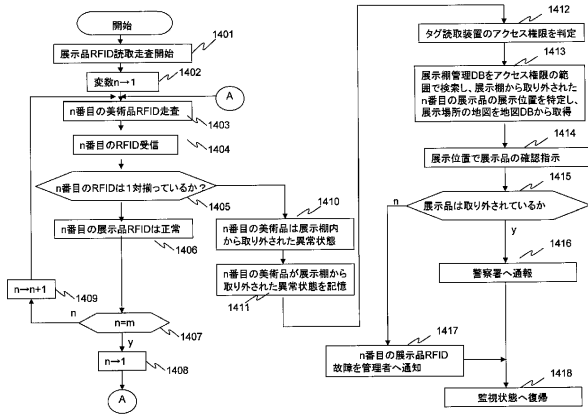 開始
展示品RFID読取走査開始
1401
変数n→1
1402
A
n番目の美術品RFID走査
1403
n番目のRFID受信
1404
n番目のRFIDは1対揃っているか?
1405
n番目の展示品RFIDは正常
1406
n→n+1
1409
n
n=m
1407
y
n→1
1408
A
1410
n番目の美術品は展示棚内
から取り外された異常状態
n番目の美術品が展示棚から
取り外された異常状態を記憶
1411
1412
タグ読取装置のアクセス権限を判定
1413
展示棚管理DBをアクセス権限の範
囲で検索し、展示棚から取り外された
n番目の展示品の展示位置を特定し、
展示場所の地図を地図DBから取得
1414
展示位置で展示品の確認指示
1415
n
展示品は取り外されているか
y
1416
警察署へ通報
1417
n番目の展示品RFID
故障を管理者へ通知
1418
監視状態へ復帰